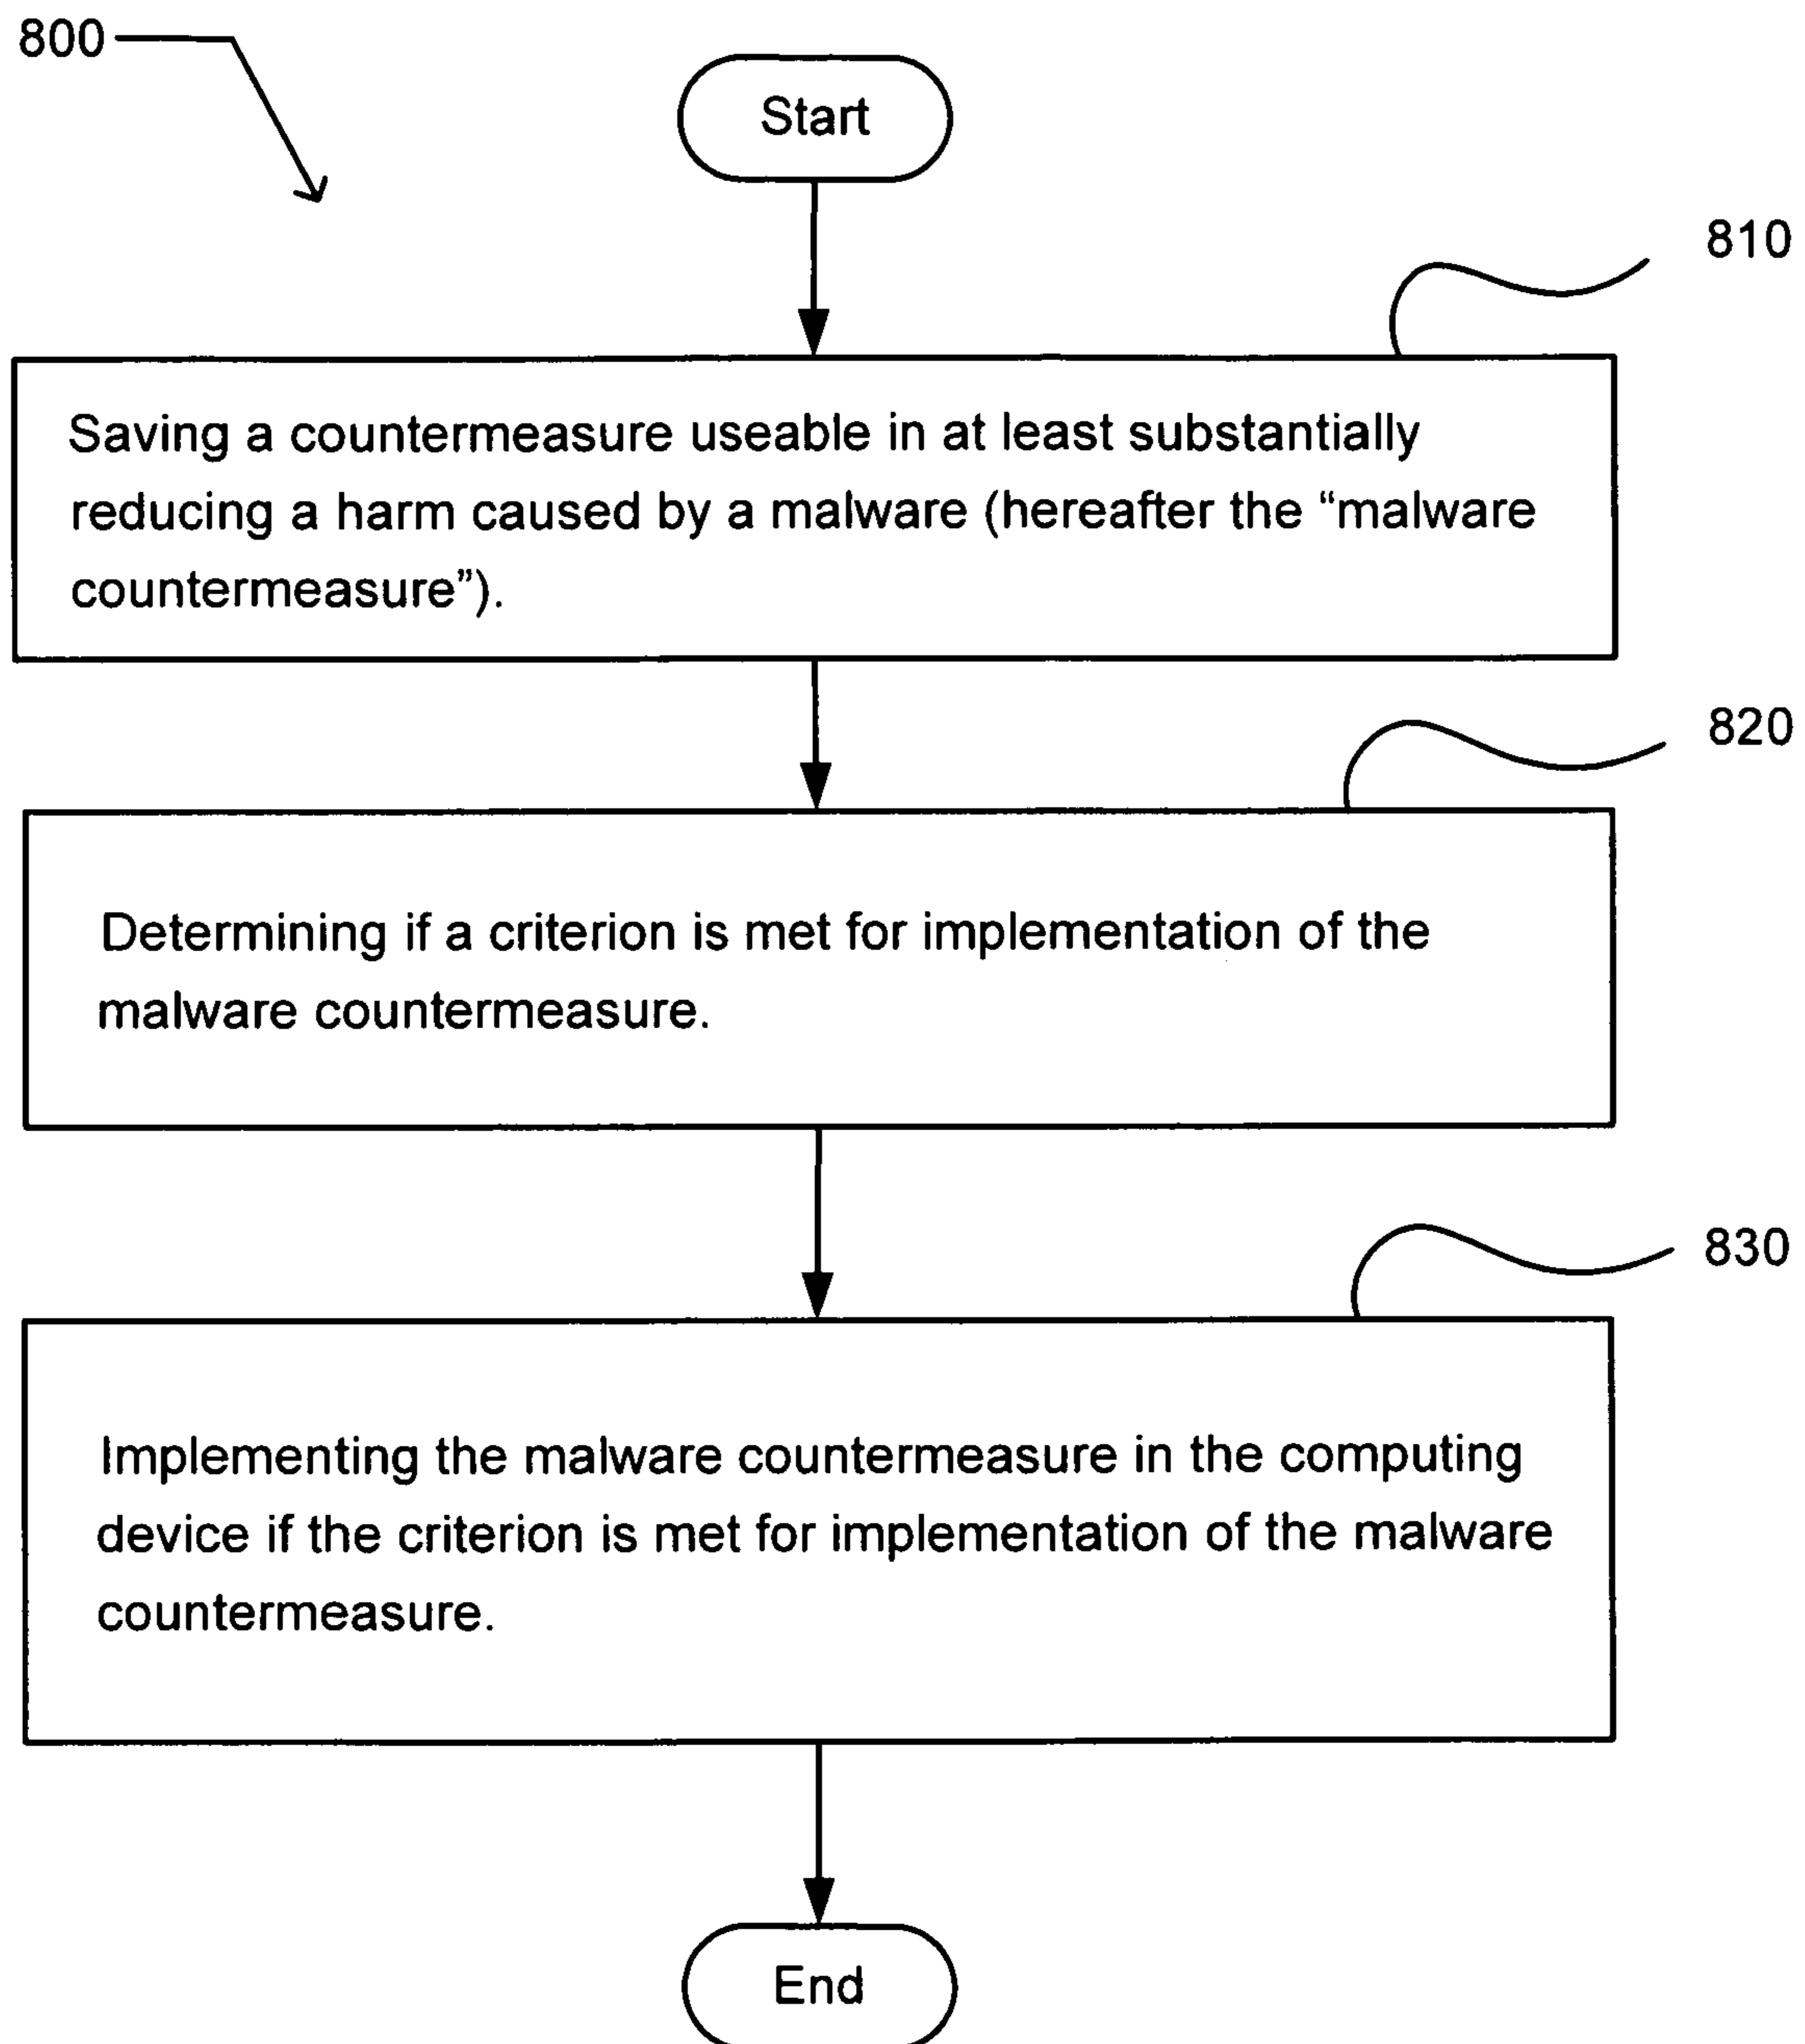 800
Start
810
Saving a countermeasure useable in at least substantially
reducing a harm caused by a malware (hereafter the “malware
countermeasure”).
820
Determining if a criterion is met for implementation of the
malware countermeasure.
830
Implementing the malware countermeasure in the computing
device if the criterion is met for implementation of the malware
countermeasure.
End